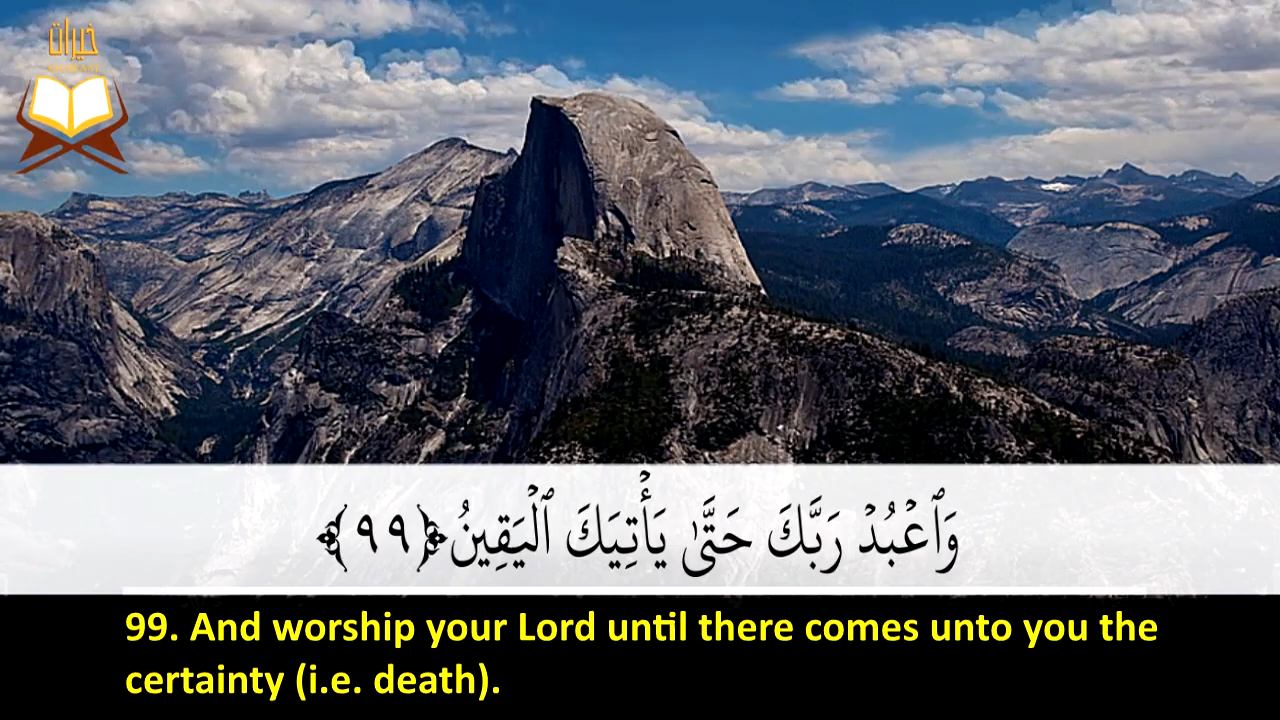 خيرات
وَٱعۡبُدۡ رَبَّكَ حَتَّىٰ يَأۡتِيَكَ ٱلۡيَقِينُ ﴿٩٩﴾
99. And worship your Lord until there comes unto you the
certainty (i.e. death).